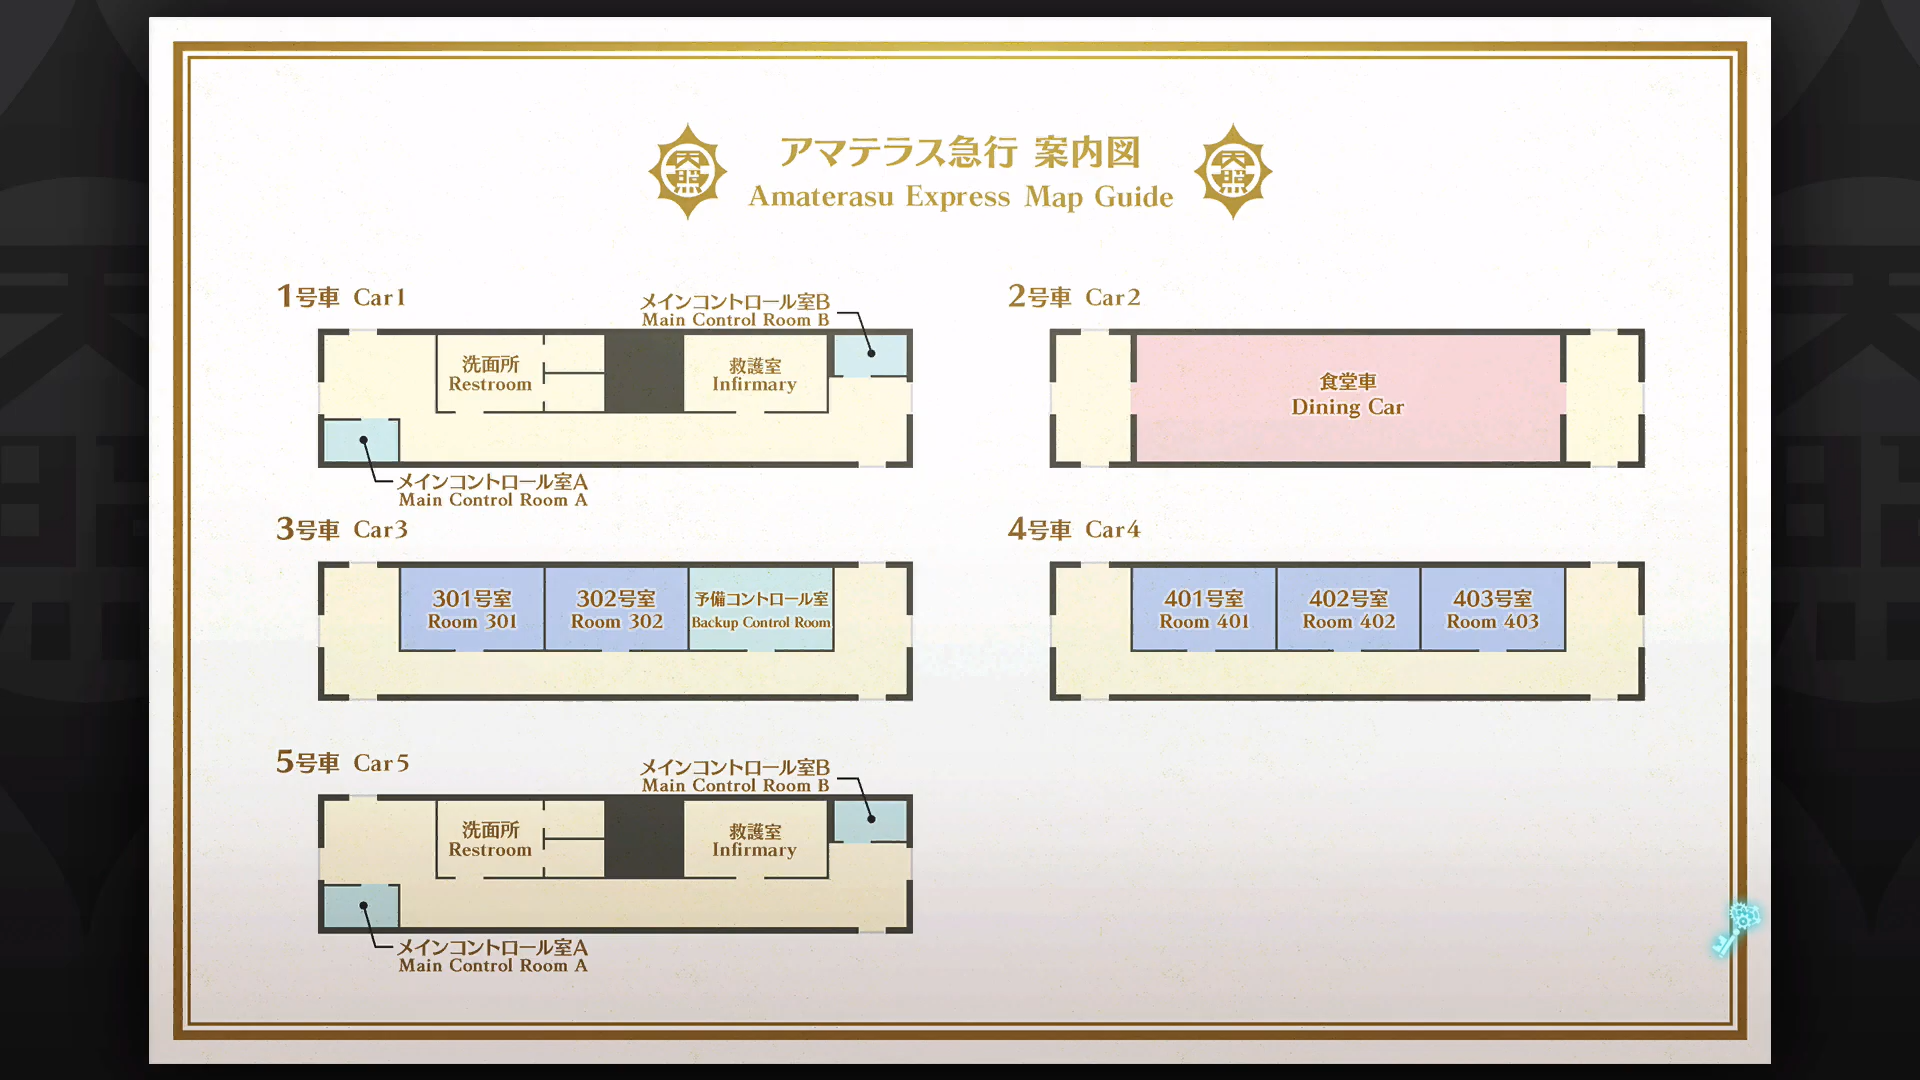 アマテラス急行 案内図
Amaterasu Express Map Guide
天照
天照
1号車 Car1
メインコントロール室B
Main Control Room B
洗面所
Restroom
救護室
Infirmary
メインコントロール室A
Main Control Room A
2号車 Car2
食堂車
Dining Car
3号車 Car3
301号室
Room 301
302号室
Room 302
予備コントロール室
Backup Control Room
4号車 Car4
401号室
Room 401
402号室
Room 402
403号室
Room 403
5号車 Car5
メインコントロール室B
Main Control Room B
洗面所
Restroom
救護室
Infirmary
メインコントロール室A
Main Control Room A